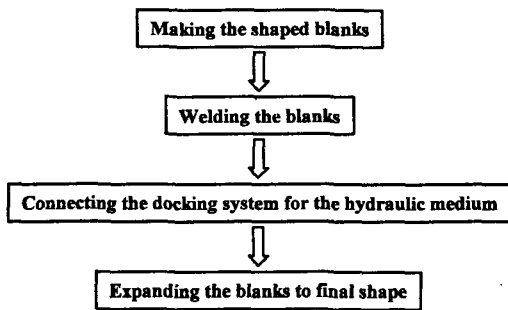 Making the shaped blanks
Welding the blanks
Connecting the docking system for the hydraulic medium
Expanding the blanks to final shape